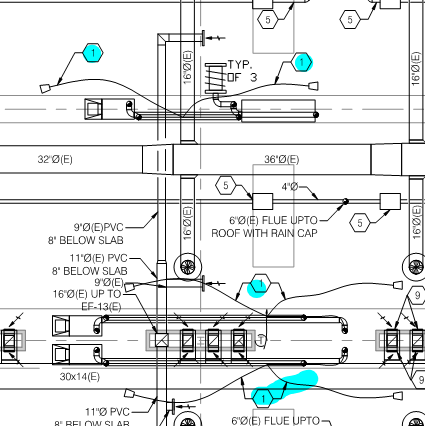 5
5
1
1
TYP.
OF 3
16"Ø(E)
16"Ø(E)
32"Ø(E)
36"Ø(E)
5
4"Ø
5
16"Ø(E)
16"Ø(E)
9"Ø(E)PVC
8" BELOW SLAB
6"Ø(E) FLUE UPTO
ROOF WITH RAIN CAP
11"Ø(E) PVC
8" BELOW SLAB
9"Ø(E)
16"Ø(E) UP TO
EF-13(E)
1
9
30x14(E)
9
1
11"Ø PVC
8" BELOW SLAB
6"Ø(E) FLUE UPTO